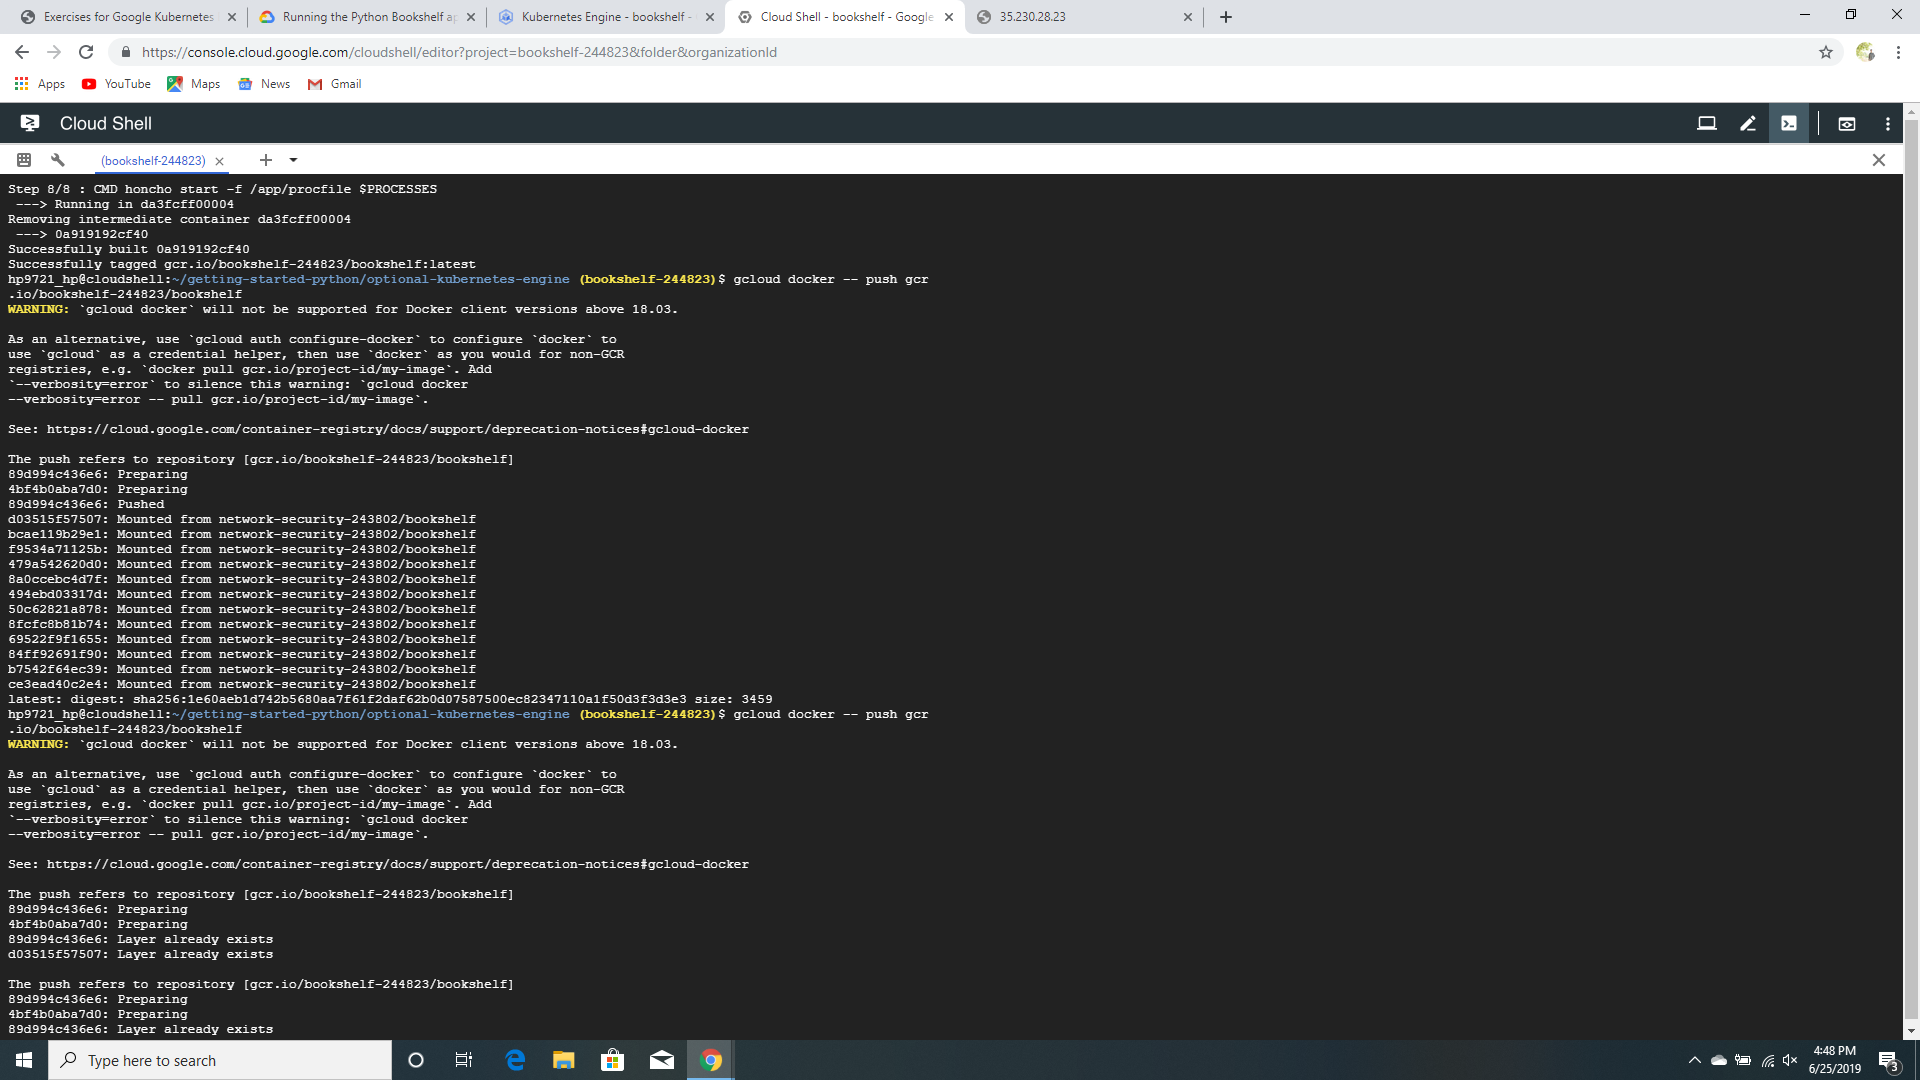 Exercises for Google Kubernetes
Running the Python Bookshelf ap
Kubernetes Engine - bookshelf -
Cloud Shell - bookshelf - Google
35.230.28.23
https://console.cloud.google.com/cloudshell/editor?project=bookshelf-244823&folder&organizationId
Apps YouTube Maps News Gmail
Cloud Shell
(bookshelf-244823)
Step 8/8 : CMD honcho start -f /app/procfile $PROCESSES
---> Running in da3fcff00004
Removing intermediate container da3fcff00004
---> 0a919192cf40
Successfully built 0a919192cf40
Successfully tagged gcr.io/bookshelf-244823/bookshelf:latest
hp9721_hp@cloudshell:~/getting-started-python/optional-kubernetes-engine (bookshelf-244823)$ gcloud docker -- push gcr
.io/bookshelf-244823/bookshelf
WARNING: `gcloud docker` will not be supported for Docker client versions above 18.03.
As an alternative, use `gcloud auth configure-docker` to configure `docker` to
use `gcloud` as a credential helper, then use `docker` as you would for non-GCR
registries, e.g. `docker pull gcr.io/project-id/my-image`. Add
`--verbosity=error` to silence this warning: `gcloud docker
--verbosity=error -- pull gcr.io/project-id/my-image`.
See: https://cloud.google.com/container-registry/docs/support/deprecation-notices#gcloud-docker
The push refers to repository [gcr.io/bookshelf-244823/bookshelf]
89d994c436e6: Preparing
4bf4b0aba7d0: Preparing
89d994c436e6: Pushed
d03515f57507: Mounted from network-security-243802/bookshelf
bcae119b29e1: Mounted from network-security-243802/bookshelf
f9534a71125b: Mounted from network-security-243802/bookshelf
479a542620d0: Mounted from network-security-243802/bookshelf
8a0ccebc4d7f: Mounted from network-security-243802/bookshelf
494ebd03317d: Mounted from network-security-243802/bookshelf
50c62821a878: Mounted from network-security-243802/bookshelf
8fcfc8b81b74: Mounted from network-security-243802/bookshelf
69522f9f1655: Mounted from network-security-243802/bookshelf
84ff92691f90: Mounted from network-security-243802/bookshelf
b7542f64ec39: Mounted from network-security-243802/bookshelf
ce3ead40c2e4: Mounted from network-security-243802/bookshelf
latest: digest: sha256:1e60aeb1d742b5680aa7f61f2daf62b0d07587500ec82347110a1f50d3f3d3e3 size: 3459
hp9721_hp@cloudshell:~/getting-started-python/optional-kubernetes-engine (bookshelf-244823)$ gcloud docker -- push gcr
.io/bookshelf-244823/bookshelf
WARNING: `gcloud docker` will not be supported for Docker client versions above 18.03.
As an alternative, use `gcloud auth configure-docker` to configure `docker` to
use `gcloud` as a credential helper, then use `docker` as you would for non-GCR
registries, e.g. `docker pull gcr.io/project-id/my-image`. Add
`--verbosity=error` to silence this warning: `gcloud docker
--verbosity=error -- pull gcr.io/project-id/my-image`.
See: https://cloud.google.com/container-registry/docs/support/deprecation-notices#gcloud-docker
The push refers to repository [gcr.io/bookshelf-244823/bookshelf]
89d994c436e6: Preparing
4bf4b0aba7d0: Preparing
89d994c436e6: Layer already exists
d03515f57507: Layer already exists
The push refers to repository [gcr.io/bookshelf-244823/bookshelf]
89d994c436e6: Preparing
4bf4b0aba7d0: Preparing
89d994c436e6: Layer already exists
Type here to search
4:48 PM
6/25/2019
3